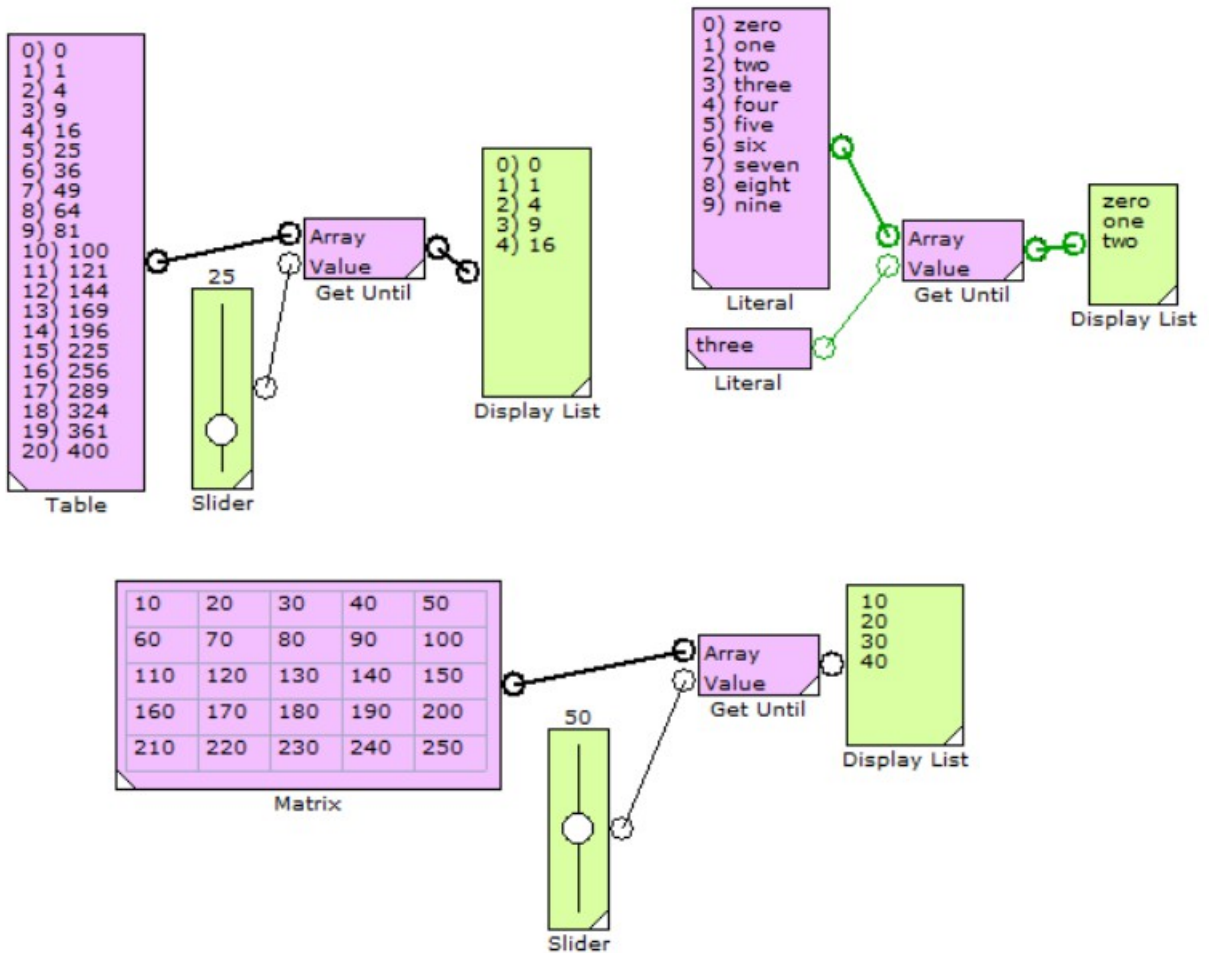 0) 0
1) 1
2) 4
3) 9
4) 16
5) 25
6) 36
7) 49
8) 64
9) 81
10) 100
11) 121
12) 144
13) 169
14) 196
15) 225
16) 256
17) 289
18) 324
19) 361
20) 400
Table
25
Slider
Array
Value
Get Until
0) 0
1) 1
2) 4
3) 9
4) 16
Display List
0) zero
1) one
2) two
3) three
4) four
5) five
6) six
7) seven
8) eight
9) nine
Literal
three
Literal
Array
Value
Get Until
zero
one
two
Display List
10 20 30 40 50
60 70 80 90 100
110 120 130 140 150
160 170 180 190 200
210 220 230 240 250
Matrix
50
Slider
Array
Value
Get Until
10
20
30
40
Display List